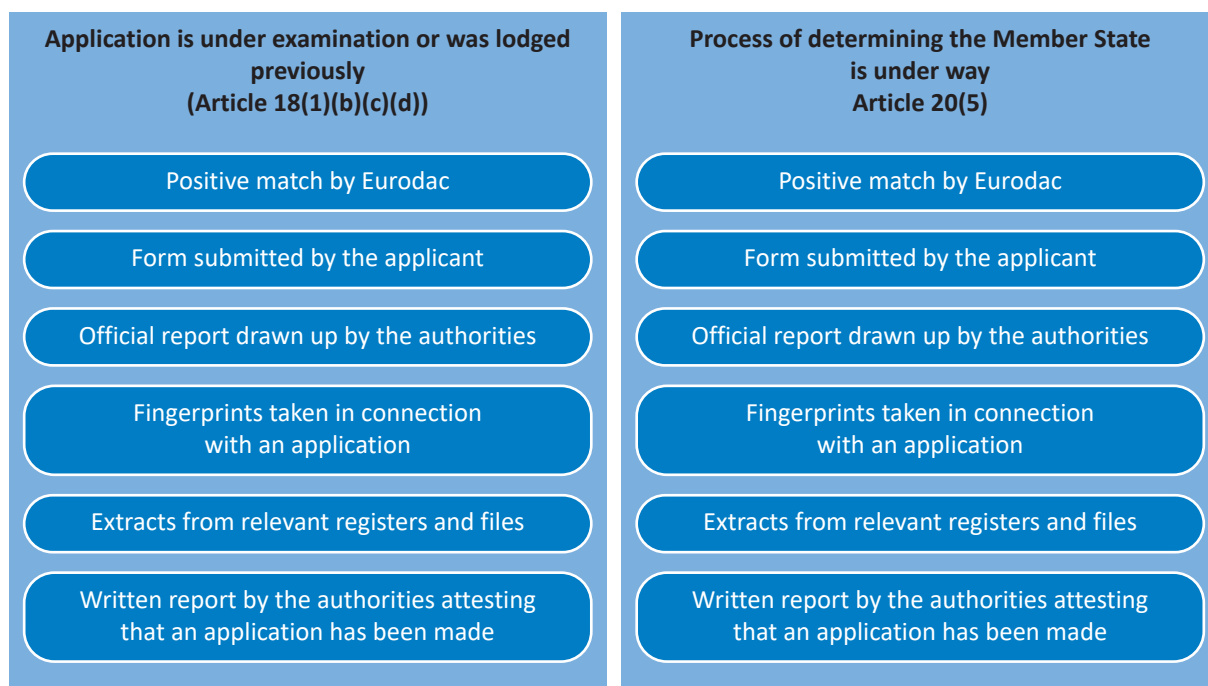 Application is under examination or was lodged
previously
(Article 18(1)(b)(c)(d))
Positive match by Eurodac
Form submitted by the applicant
Official report drawn up by the authorities
Fingerprints taken in connection
with an application
Extracts from relevant registers and files
Written report by the authorities attesting
that an application has been made
Process of determining the Member State
is under way
Article 20(5)
Positive match by Eurodac
Form submitted by the applicant
Official report drawn up by the authorities
Fingerprints taken in connection
with an application
Extracts from relevant registers and files
Written report by the authorities attesting
that an application has been made